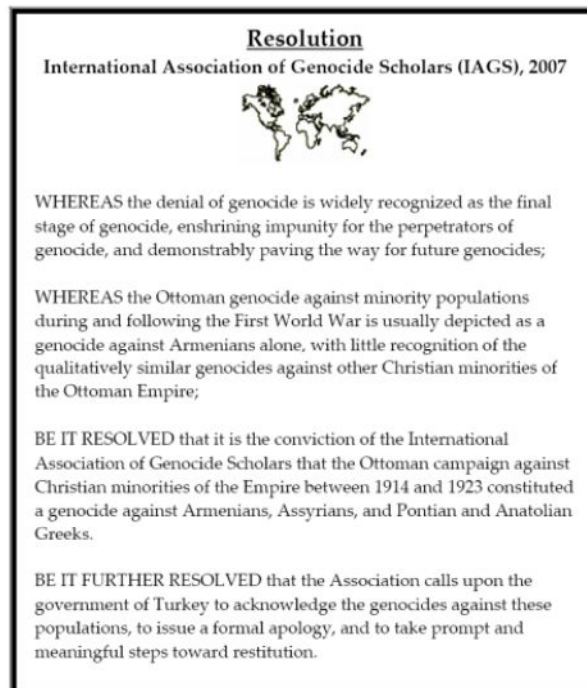 Resolution
International Association of Genocide Scholars (IAGS), 2007
WHEREAS the denial of genocide is widely recognized as the final
stage of genocide, enshrining impunity for the perpetrators of
genocide, and demonstrably paving the way for future genocides;
WHEREAS the Ottoman genocide against minority populations
during and following the First World War is usually depicted as a
genocide against Armenians alone, with little recognition of the
qualitatively similar genocides against other Christian minorities of
the Ottoman Empire;
BE IT RESOLVED that it is the conviction of the International
Association of Genocide Scholars that the Ottoman campaign against
Christian minorities of the Empire between 1914 and 1923 constituted
a genocide against Armenians, Assyrians, and Pontian and Anatolian
Greeks.
BE IT FURTHER RESOLVED that the Association calls upon the
government of Turkey to acknowledge the genocides against these
populations, to issue a formal apology, and to take prompt and
meaningful steps toward restitution.